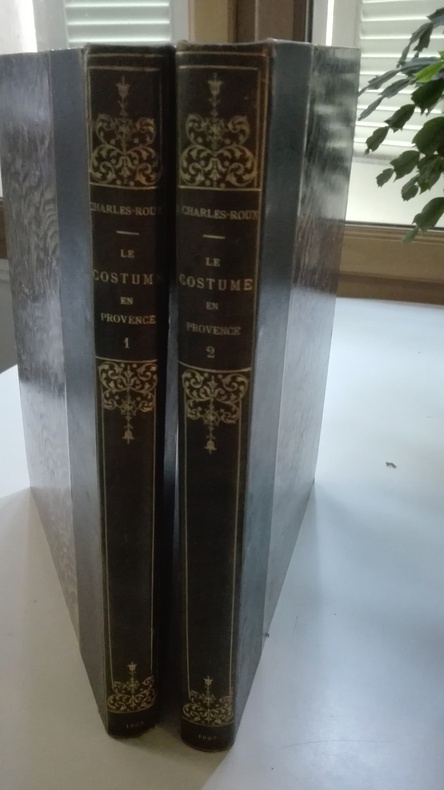 CHARLES-ROUX
LE
COSTUME
EN
PROVENCE
1
J. CHARLES-ROUX
LE
COSTUME
EN
PROVENCE
2